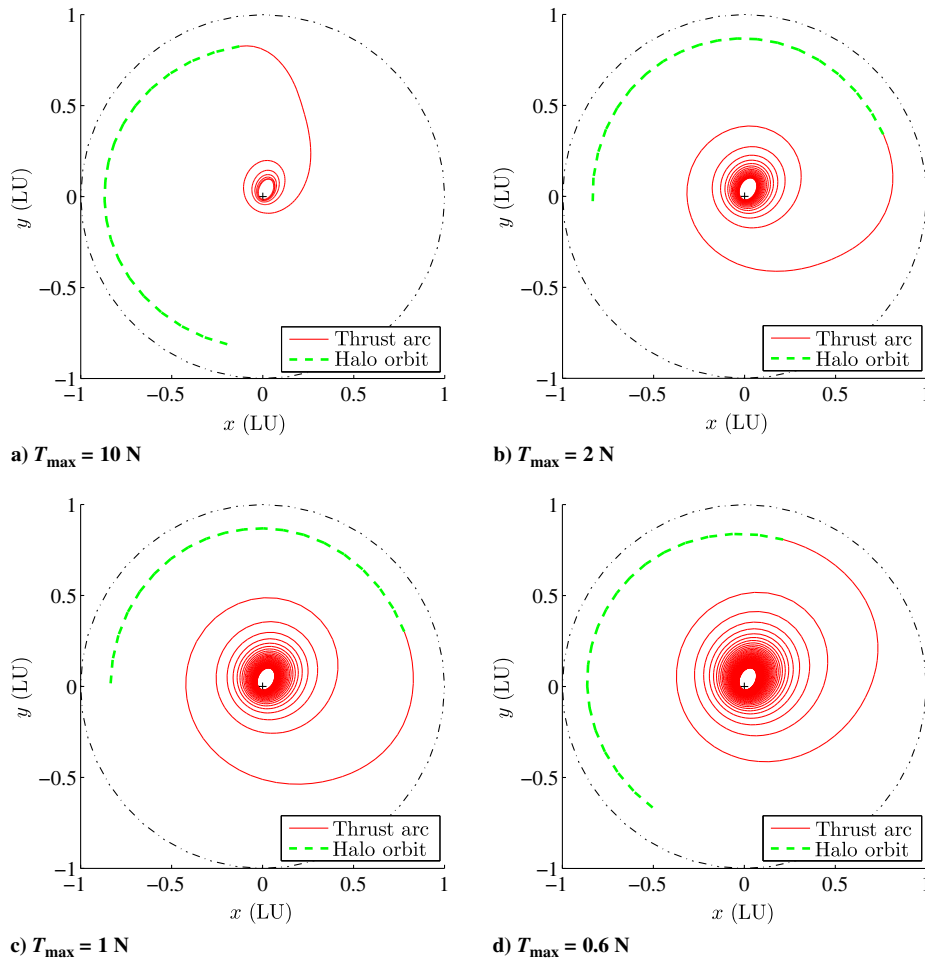 1
0.5
0
−0.5
−1
y (LU)
−1
−0.5
0
0.5
1
x (LU)
Thrust arc
Halo orbit
a) Tmax = 10 N
1
0.5
0
−0.5
−1
y (LU)
−1
−0.5
0
0.5
1
x (LU)
Thrust arc
Halo orbit
b) Tmax = 2 N
1
0.5
0
−0.5
−1
y (LU)
−1
−0.5
0
0.5
1
x (LU)
Thrust arc
Halo orbit
c) Tmax = 1 N
1
0.5
0
−0.5
−1
y (LU)
−1
−0.5
0
0.5
1
x (LU)
Thrust arc
Halo orbit
d) Tmax = 0.6 N